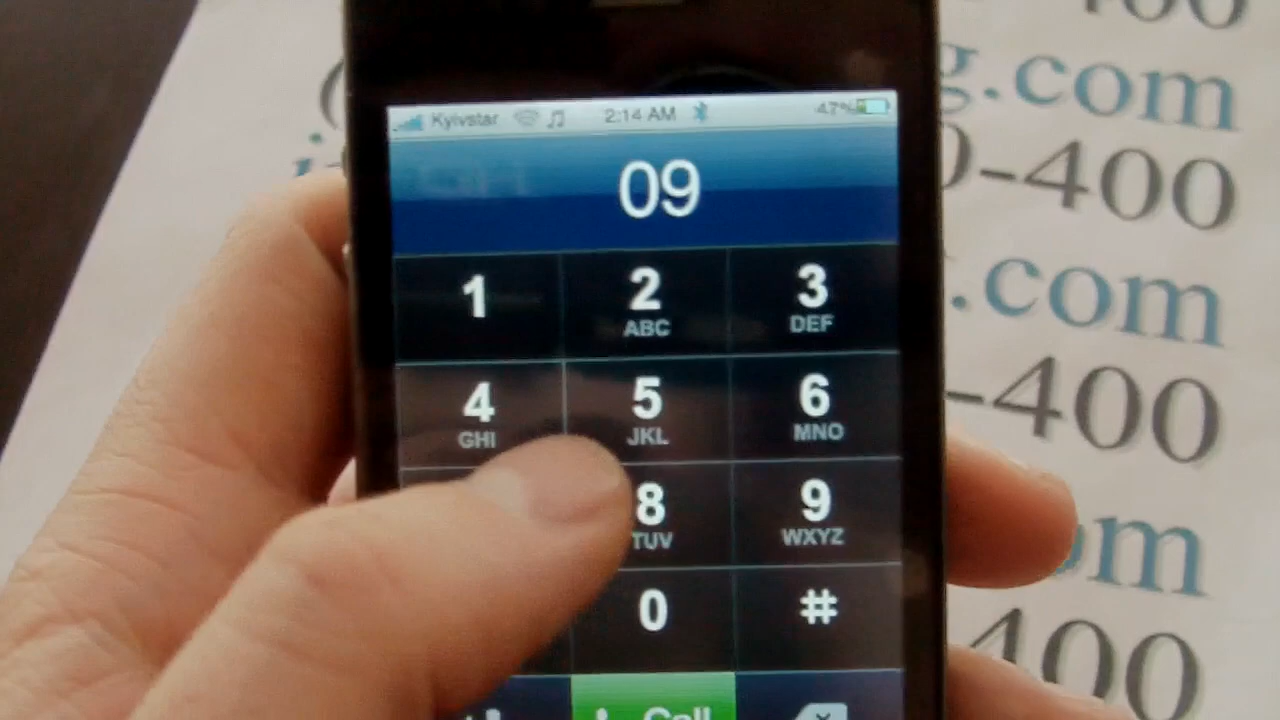 Kyivstar 2:14 AM 47%
09
1 2 3
ABC DEF
4 5 6
GHI JKL MNO
8 9
TUV WXYZ
0 #
Call
400
g.com
0-400
.com
-400
om
400